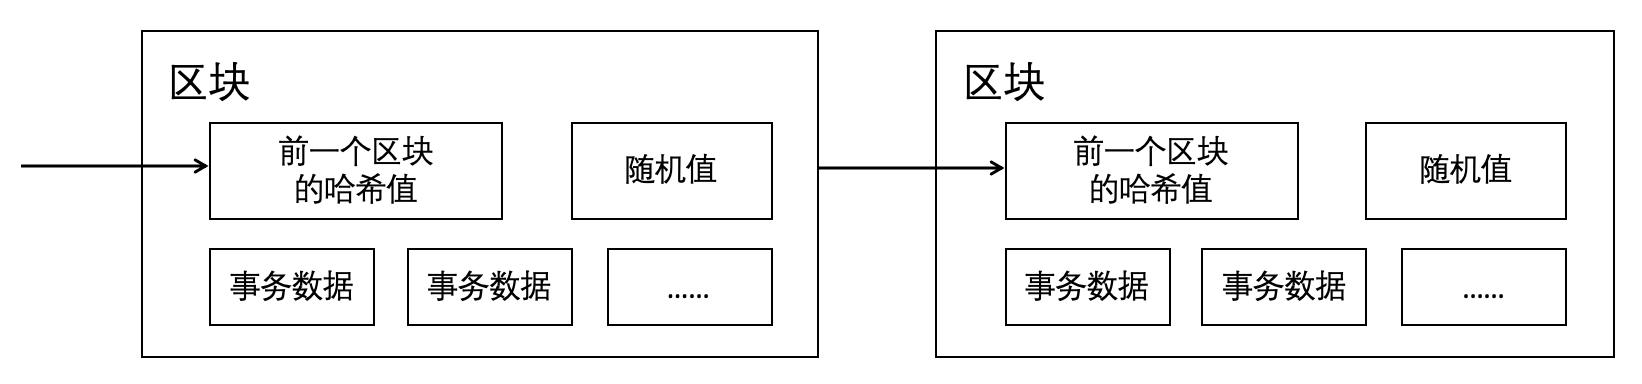 区块
前一个区块
的哈希值
随机值
事务数据
事务数据
......
区块
前一个区块
的哈希值
随机值
事务数据
事务数据
......